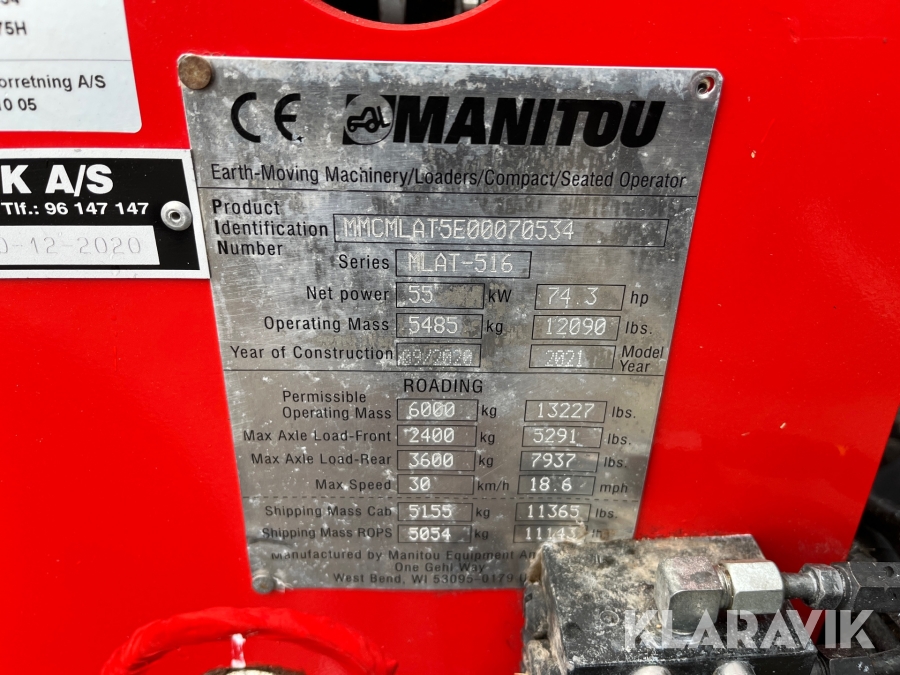 75H
orretning A/S
10 05
K A/S
Tlf.: 96 147 147
-12-2020
CE MANITOU
Earth-Moving Machinery/Loaders/Compact/Seated Operator
Product Identification Number MMCMLAT5E00070534
Series MLAT-516
Net power 55 kW 74.3 hp
Operating Mass 5485 kg 12090 lbs.
Year of Construction 09/2020 2021 Model Year
ROADING
Permissible Operating Mass 6000 kg 13227 lbs.
Max Axle Load-Front 2400 kg 5291 lbs.
Max Axle Load-Rear 3600 kg 7937 lbs.
Max Speed 30 km/h 18.6 mph
Shipping Mass Cab 5155 kg 11365 lbs.
Shipping Mass ROPS 5054 kg 11143
Manufactured by Manitou Equipment
One Gehl Way
West Bend, WI 53095-0179
KLARAVIK